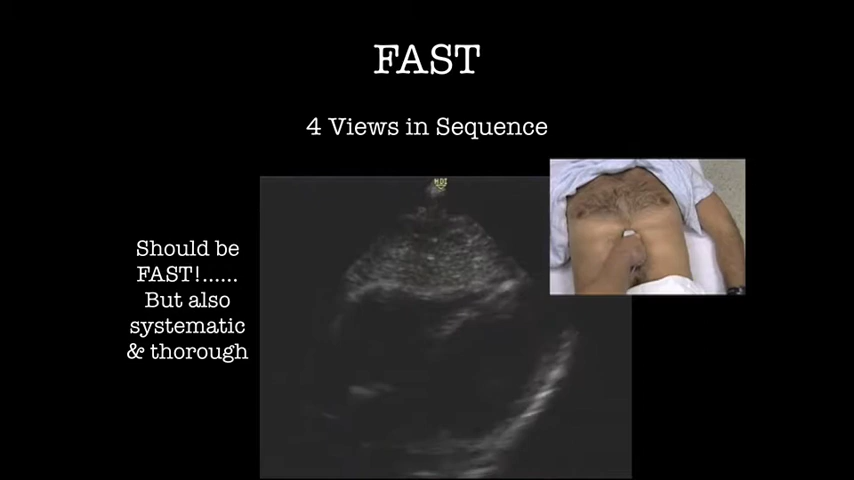 FAST
4 Views in Sequence
Should be
FAST!......
But also
systematic
& thorough